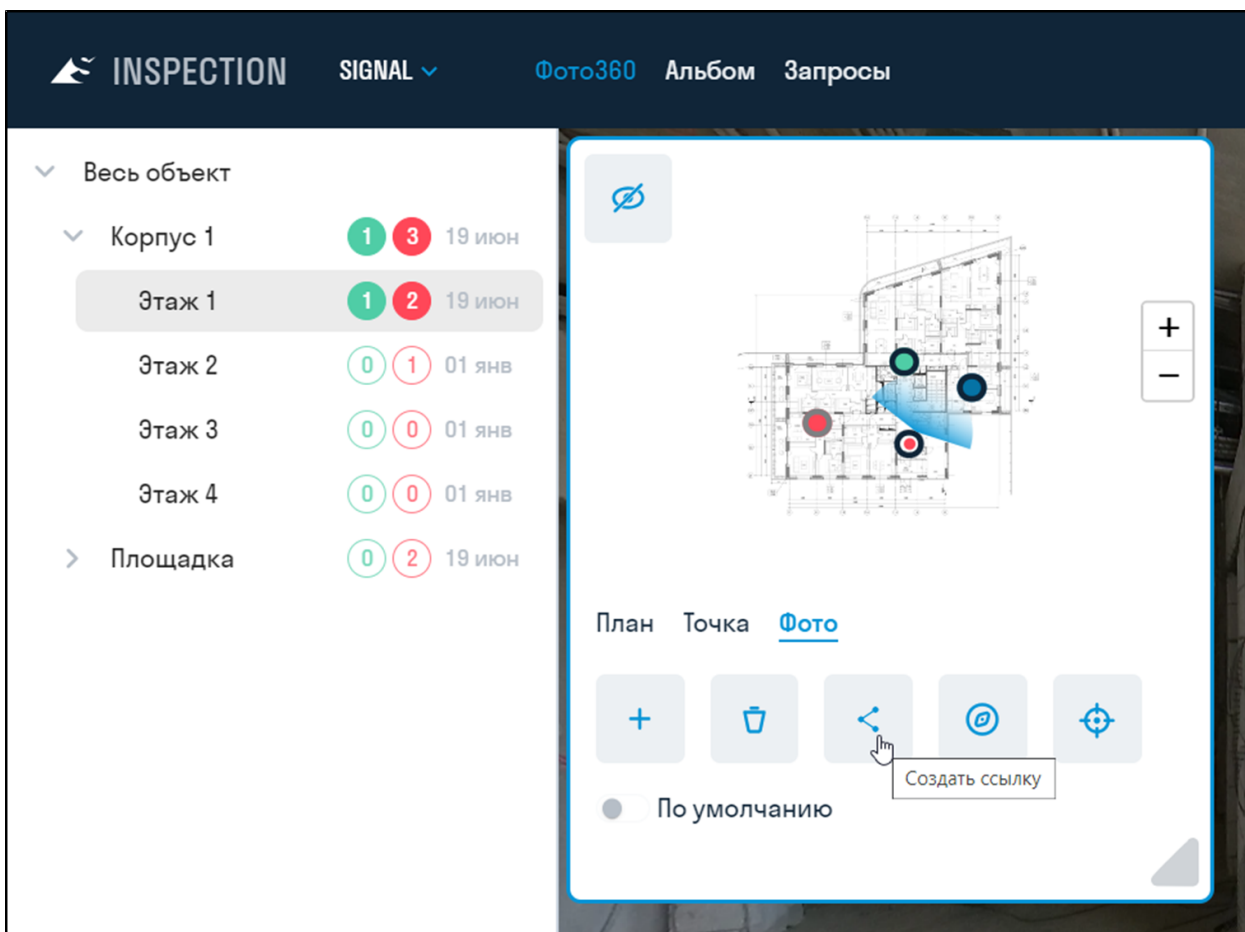 INSPECTION SIGNAL Фото360 Альбом Запросы
Весь объект
Корпус 1 1 3 19 июн
Этаж 1 1 2 19 июн
Этаж 2 0 1 01 янв
Этаж 3 0 0 01 янв
Этаж 4 0 0 01 янв
Площадка 0 2 19 июн
+
−
План Точка Фото
Создать ссылку
По умолчанию